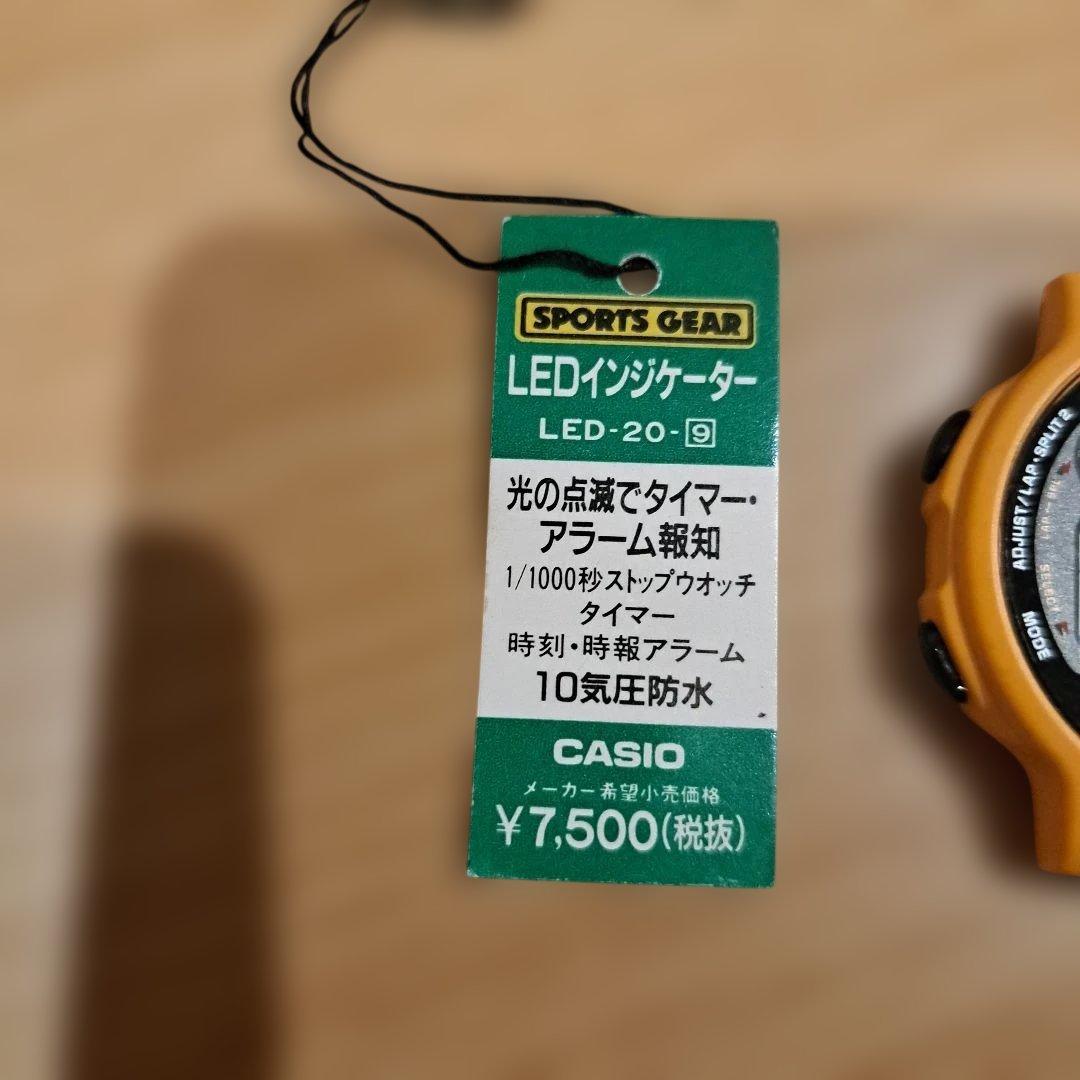 SPORTS GEAR
LEDインジケーター
LED-20-9
光の点滅でタイマー・
アラーム報知
1/1000秒ストップウオッチ
タイマー
時刻・時報アラーム
10気圧防水
CASIO
メーカー希望小売価格
¥7,500(税抜)
ADJUST/LAP・SPLIT 2
SELECT
MODE